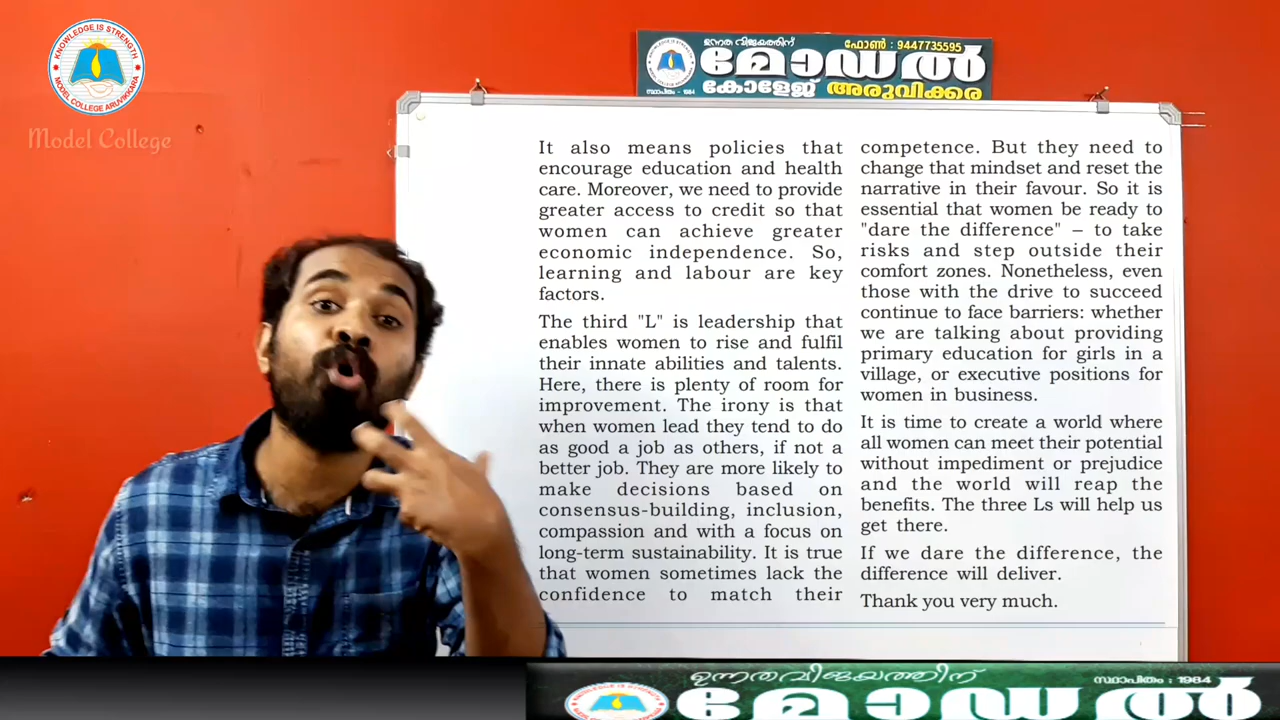 KNOWLEDGE IS STRENGTH
MODEL COLLEGE ARUVIKKARA
Model College
ഉന്നത വിജയത്തിന്
ഫോൺ : 9447735595
മോഡൽ
സ്ഥാപിതം - 1984
കോളേജ് അരുവിക്കര
It also means policies that
encourage education and health
care. Moreover, we need to provide
greater access to credit so that
women can achieve greater
economic independence. So,
learning and labour are key
factors.
The third "L" is leadership that
enables women to rise and fulfil
their innate abilities and talents.
Here, there is plenty of room for
improvement. The irony is that
when women lead they tend to do
as good a job as others, if not a
better job. They are more likely to
make decisions based on
consensus-building, inclusion,
compassion and with a focus on
long-term sustainability. It is true
that women sometimes lack the
confidence to match their
competence. But they need to
change that mindset and reset the
narrative in their favour. So it is
essential that women be ready to
"dare the difference" – to take
risks and step outside their
comfort zones. Nonetheless, even
those with the drive to succeed
continue to face barriers: whether
we are talking about providing
primary education for girls in a
village, or executive positions for
women in business.
It is time to create a world where
all women can meet their potential
without impediment or prejudice
and the world will reap the
benefits. The three Ls will help us
get there.
If we dare the difference, the
difference will deliver.
Thank you very much.
ഉന്നതവിജയത്തിന്
സ്ഥാപിതം : 1984
മോഡൽ